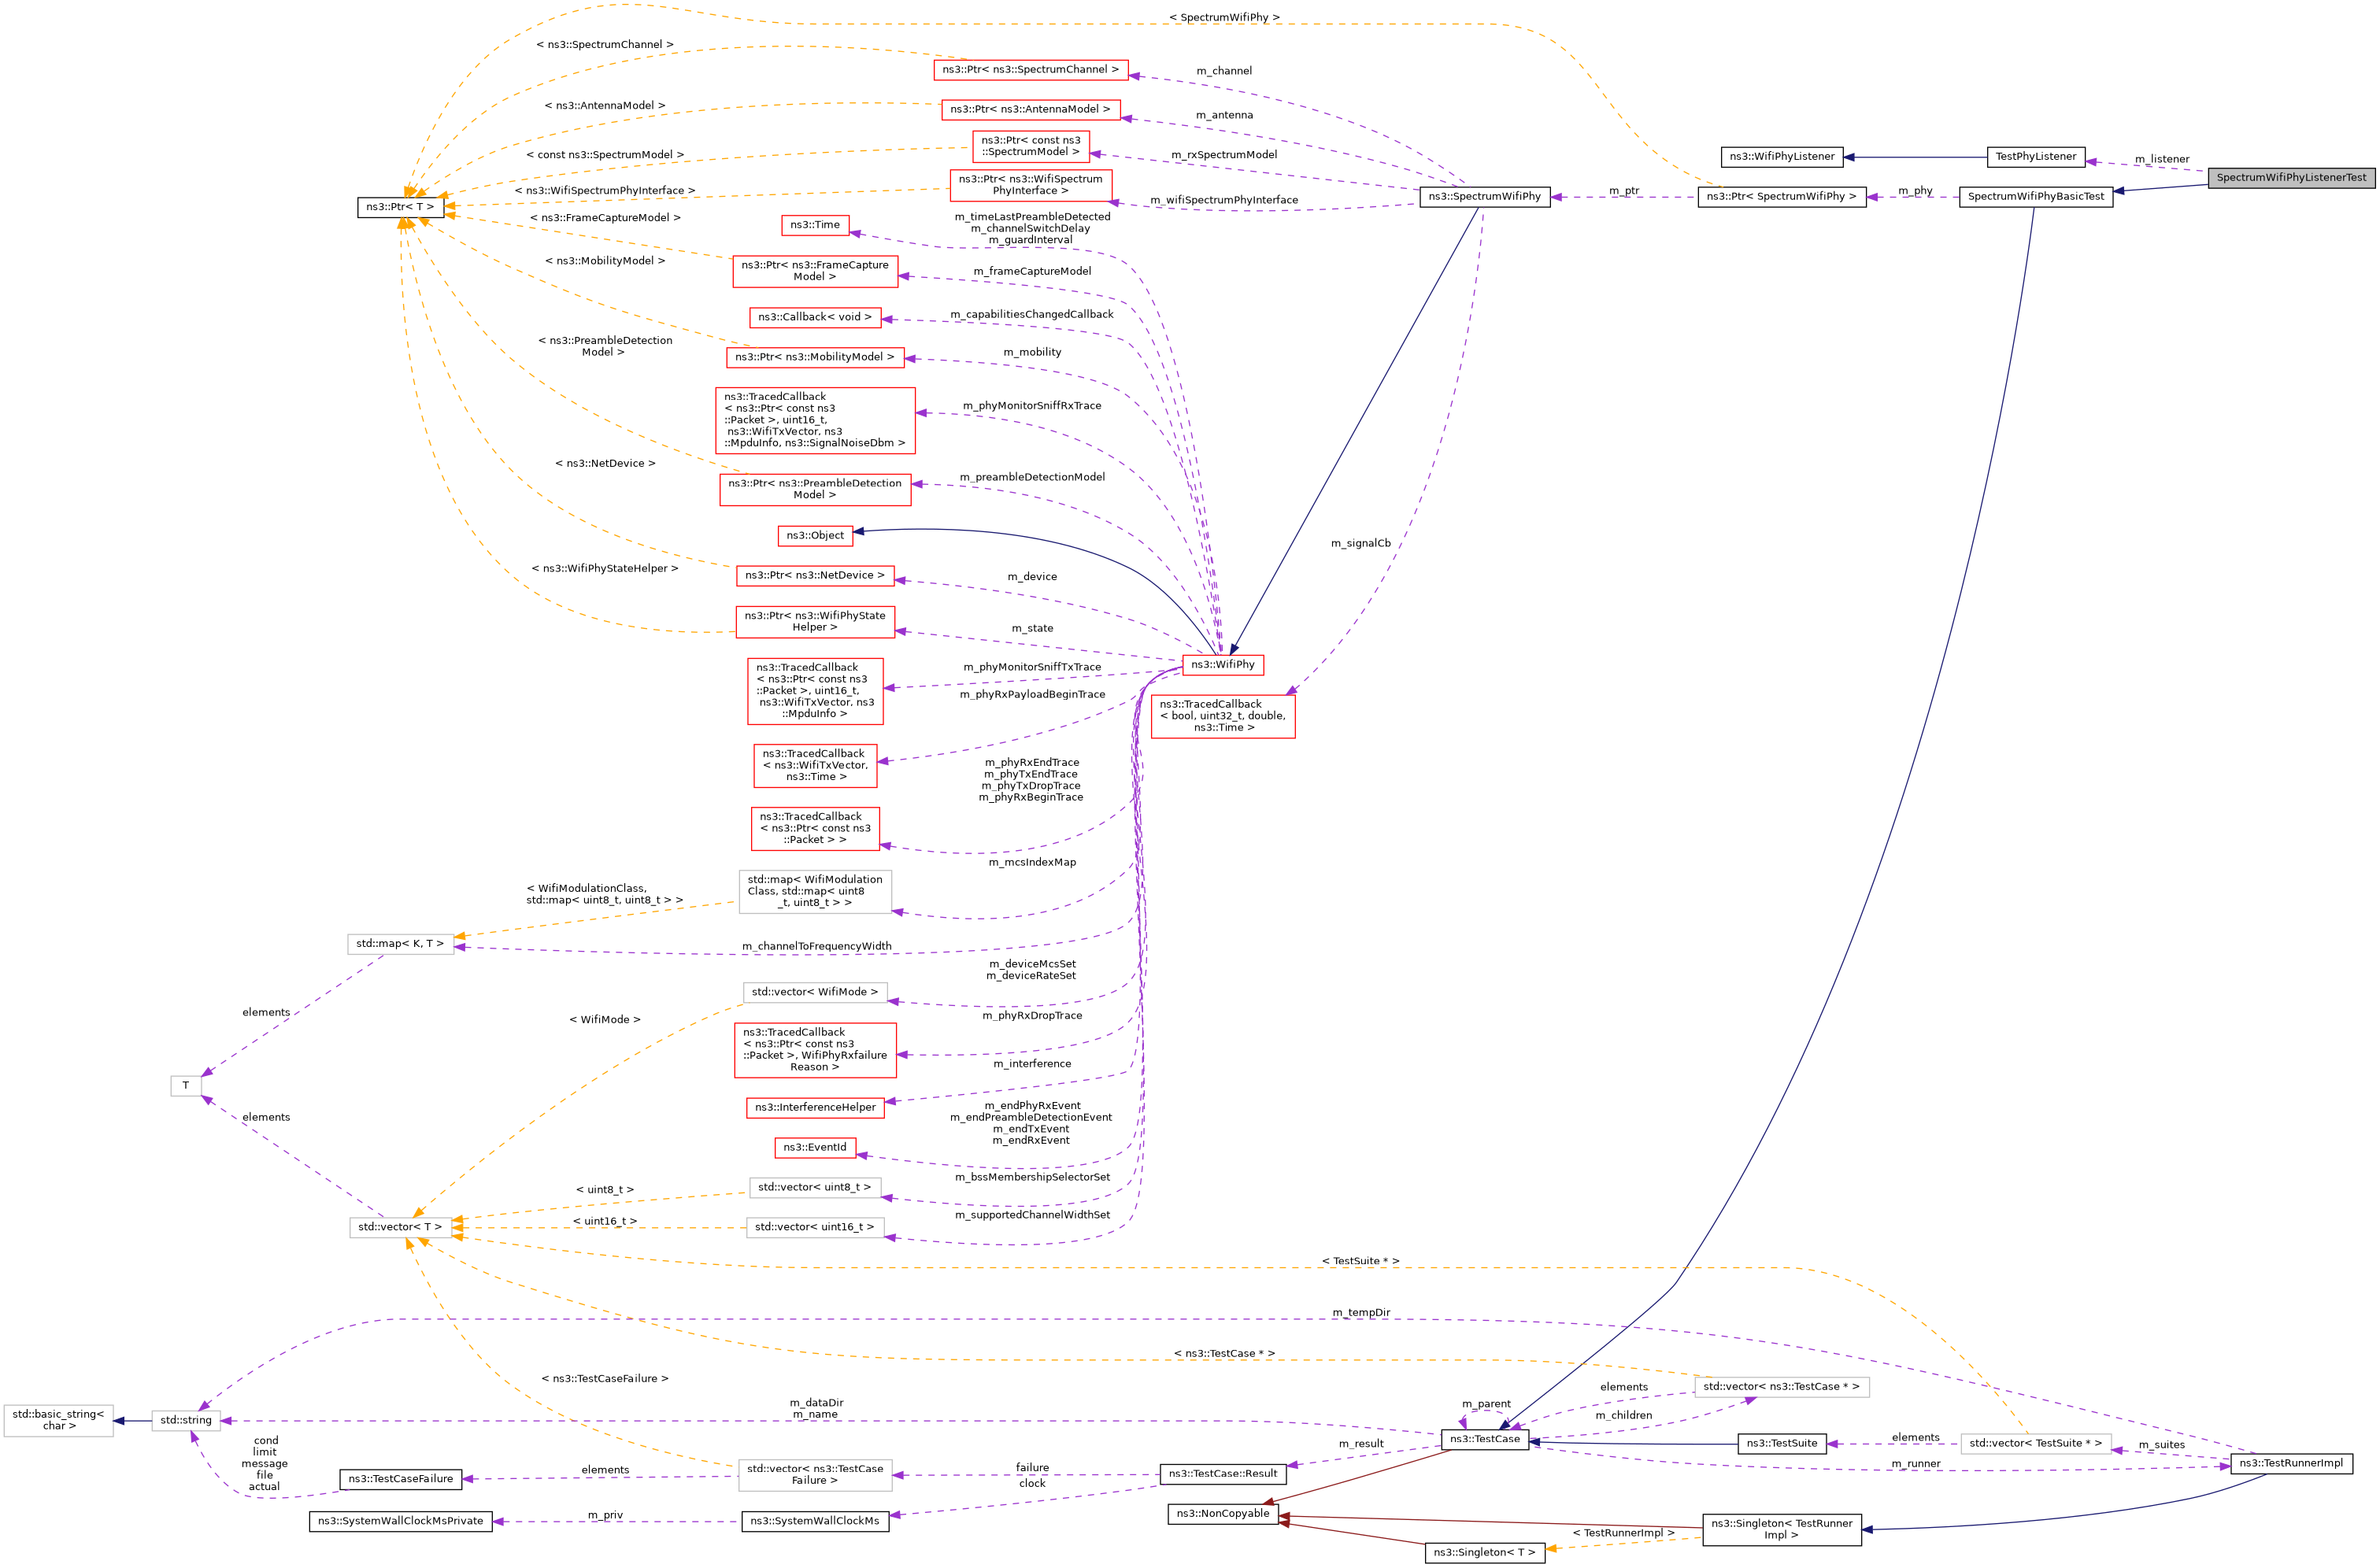 < SpectrumWifiPhy >
< ns3::SpectrumChannel >
ns3::Ptr< ns3::SpectrumChannel >
m_channel
< ns3::AntennaModel >
ns3::Ptr< ns3::AntennaModel >
m_antenna
ns3::Ptr< const ns3
::SpectrumModel >
< const ns3::SpectrumModel >
m_rxSpectrumModel
ns3::WifiPhyListener
TestPhyListener
m_listener
SpectrumWifiPhyListenerTest
ns3::Ptr< ns3::WifiSpectrum
PhyInterface >
< ns3::WifiSpectrumPhyInterface >
m_wifiSpectrumPhyInterface
ns3::SpectrumWifiPhy
m_ptr
ns3::Ptr< SpectrumWifiPhy >
m_phy
SpectrumWifiPhyBasicTest
ns3::Ptr< T >
< ns3::FrameCaptureModel >
ns3::Time
m_timeLastPreambleDetected
m_channelSwitchDelay
m_guardInterval
< ns3::MobilityModel >
ns3::Ptr< ns3::FrameCapture
Model >
m_frameCaptureModel
ns3::Callback< void >
m_capabilitiesChangedCallback
< ns3::PreambleDetection
Model >
ns3::Ptr< ns3::MobilityModel >
m_mobility
ns3::TracedCallback
< ns3::Ptr< const ns3
::Packet >, uint16_t,
ns3::WifiTxVector, ns3
::MpduInfo, ns3::SignalNoiseDbm >
m_phyMonitorSniffRxTrace
< ns3::NetDevice >
ns3::Ptr< ns3::PreambleDetection
Model >
m_preambleDetectionModel
ns3::Object
m_signalCb
< ns3::WifiPhyStateHelper >
ns3::Ptr< ns3::NetDevice >
m_device
ns3::Ptr< ns3::WifiPhyState
Helper >
m_state
ns3::WifiPhy
ns3::TracedCallback
< ns3::Ptr< const ns3
::Packet >, uint16_t,
ns3::WifiTxVector, ns3
::MpduInfo >
m_phyMonitorSniffTxTrace
m_phyRxPayloadBeginTrace
ns3::TracedCallback
< bool, uint32_t, double,
ns3::Time >
ns3::TracedCallback
< ns3::WifiTxVector,
ns3::Time >
m_phyRxEndTrace
m_phyTxEndTrace
m_phyTxDropTrace
m_phyRxBeginTrace
ns3::TracedCallback
< ns3::Ptr< const ns3
::Packet > >
m_mcsIndexMap
< WifiModulationClass,
std::map< uint8_t, uint8_t > >
std::map< WifiModulation
Class, std::map< uint8
_t, uint8_t > >
std::map< K, T >
m_channelToFrequencyWidth
m_deviceMcsSet
m_deviceRateSet
std::vector< WifiMode >
elements
< WifiMode >
m_phyRxDropTrace
ns3::TracedCallback
< ns3::Ptr< const ns3
::Packet >, WifiPhyRxfailure
Reason >
T
m_interference
ns3::InterferenceHelper
elements
m_endPhyRxEvent
m_endPreambleDetectionEvent
m_endTxEvent
m_endRxEvent
ns3::EventId
m_bssMembershipSelectorSet
std::vector< uint8_t >
< uint8_t >
std::vector< T >
< uint16_t >
std::vector< uint16_t >
m_supportedChannelWidthSet
< TestSuite * >
m_tempDir
< ns3::TestCase * >
< ns3::TestCaseFailure >
std::vector< ns3::TestCase * >
elements
m_children
m_parent
m_dataDir
m_name
std::basic_string<
char >
std::string
ns3::TestCase
ns3::TestSuite
elements
std::vector< TestSuite * >
m_suites
ns3::TestRunnerImpl
m_result
m_runner
cond
limit
message
file
actual
ns3::TestCaseFailure
elements
std::vector< ns3::TestCase
Failure >
failure
clock
ns3::TestCase::Result
ns3::SystemWallClockMsPrivate
m_priv
ns3::SystemWallClockMs
ns3::NonCopyable
ns3::Singleton< TestRunner
Impl >
< TestRunnerImpl >
ns3::Singleton< T >